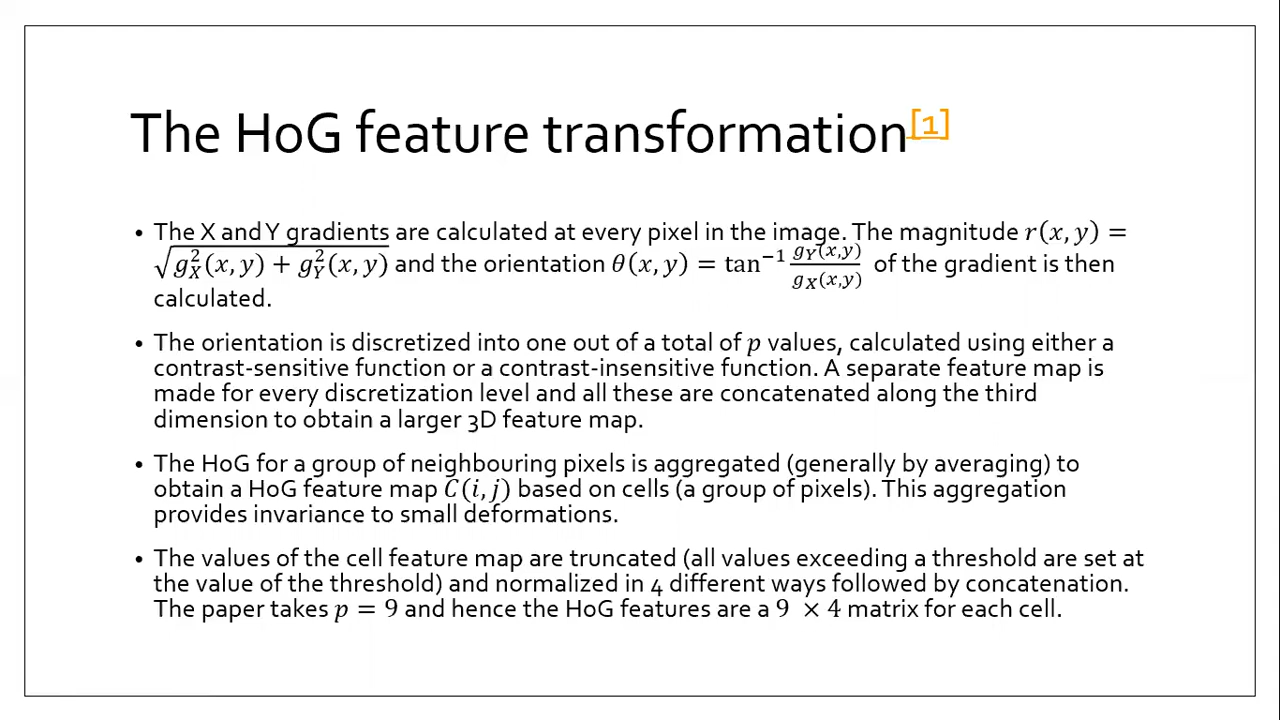 The HoG feature transformation[1]
• The X and Y gradients are calculated at every pixel in the image. The magnitude r(x, y) =
√(g_X^2(x, y) + g_Y^2(x, y)) and the orientation θ(x, y) = tan⁻¹ g_Y(x,y)/g_X(x,y) of the gradient is then
calculated.
• The orientation is discretized into one out of a total of p values, calculated using either a
contrast-sensitive function or a contrast-insensitive function. A separate feature map is
made for every discretization level and all these are concatenated along the third
dimension to obtain a larger 3D feature map.
• The HoG for a group of neighbouring pixels is aggregated (generally by averaging) to
obtain a HoG feature map C(i, j) based on cells (a group of pixels). This aggregation
provides invariance to small deformations.
• The values of the cell feature map are truncated (all values exceeding a threshold are set at
the value of the threshold) and normalized in 4 different ways followed by concatenation.
The paper takes p = 9 and hence the HoG features are a 9 × 4 matrix for each cell.